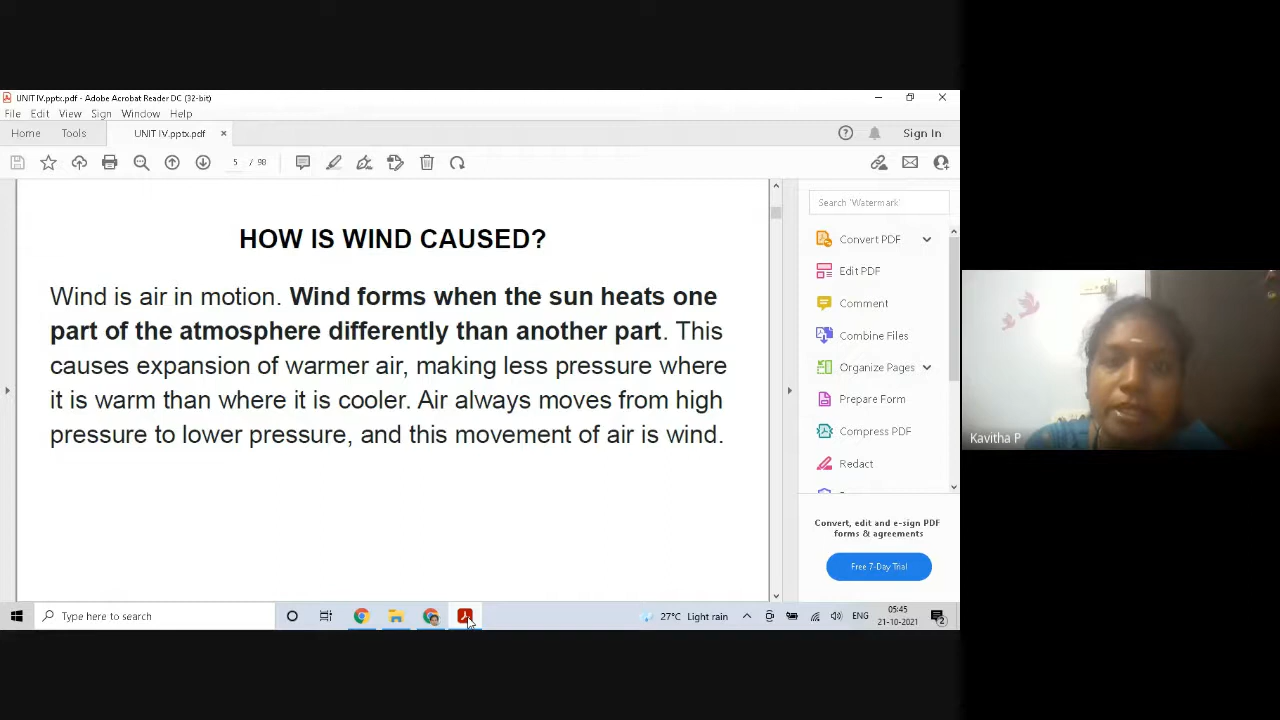 UNIT IV.pptx.pdf - Adobe Acrobat Reader DC (32-bit)
File Edit View Sign Window Help
Home Tools UNIT IV.pptx.pdf × Sign In
5 / 98
Search 'Watermark'
HOW IS WIND CAUSED?
Wind is air in motion. Wind forms when the sun heats one
part of the atmosphere differently than another part. This
causes expansion of warmer air, making less pressure where
it is warm than where it is cooler. Air always moves from high
pressure to lower pressure, and this movement of air is wind.
Convert PDF
Edit PDF
Comment
Combine Files
Organize Pages
Prepare Form
Compress PDF
Redact
Convert, edit and e-sign PDF
forms & agreements
Free 7-Day Trial
Kavitha P
Type here to search
27°C Light rain
ENG
05:45
21-10-2021
2